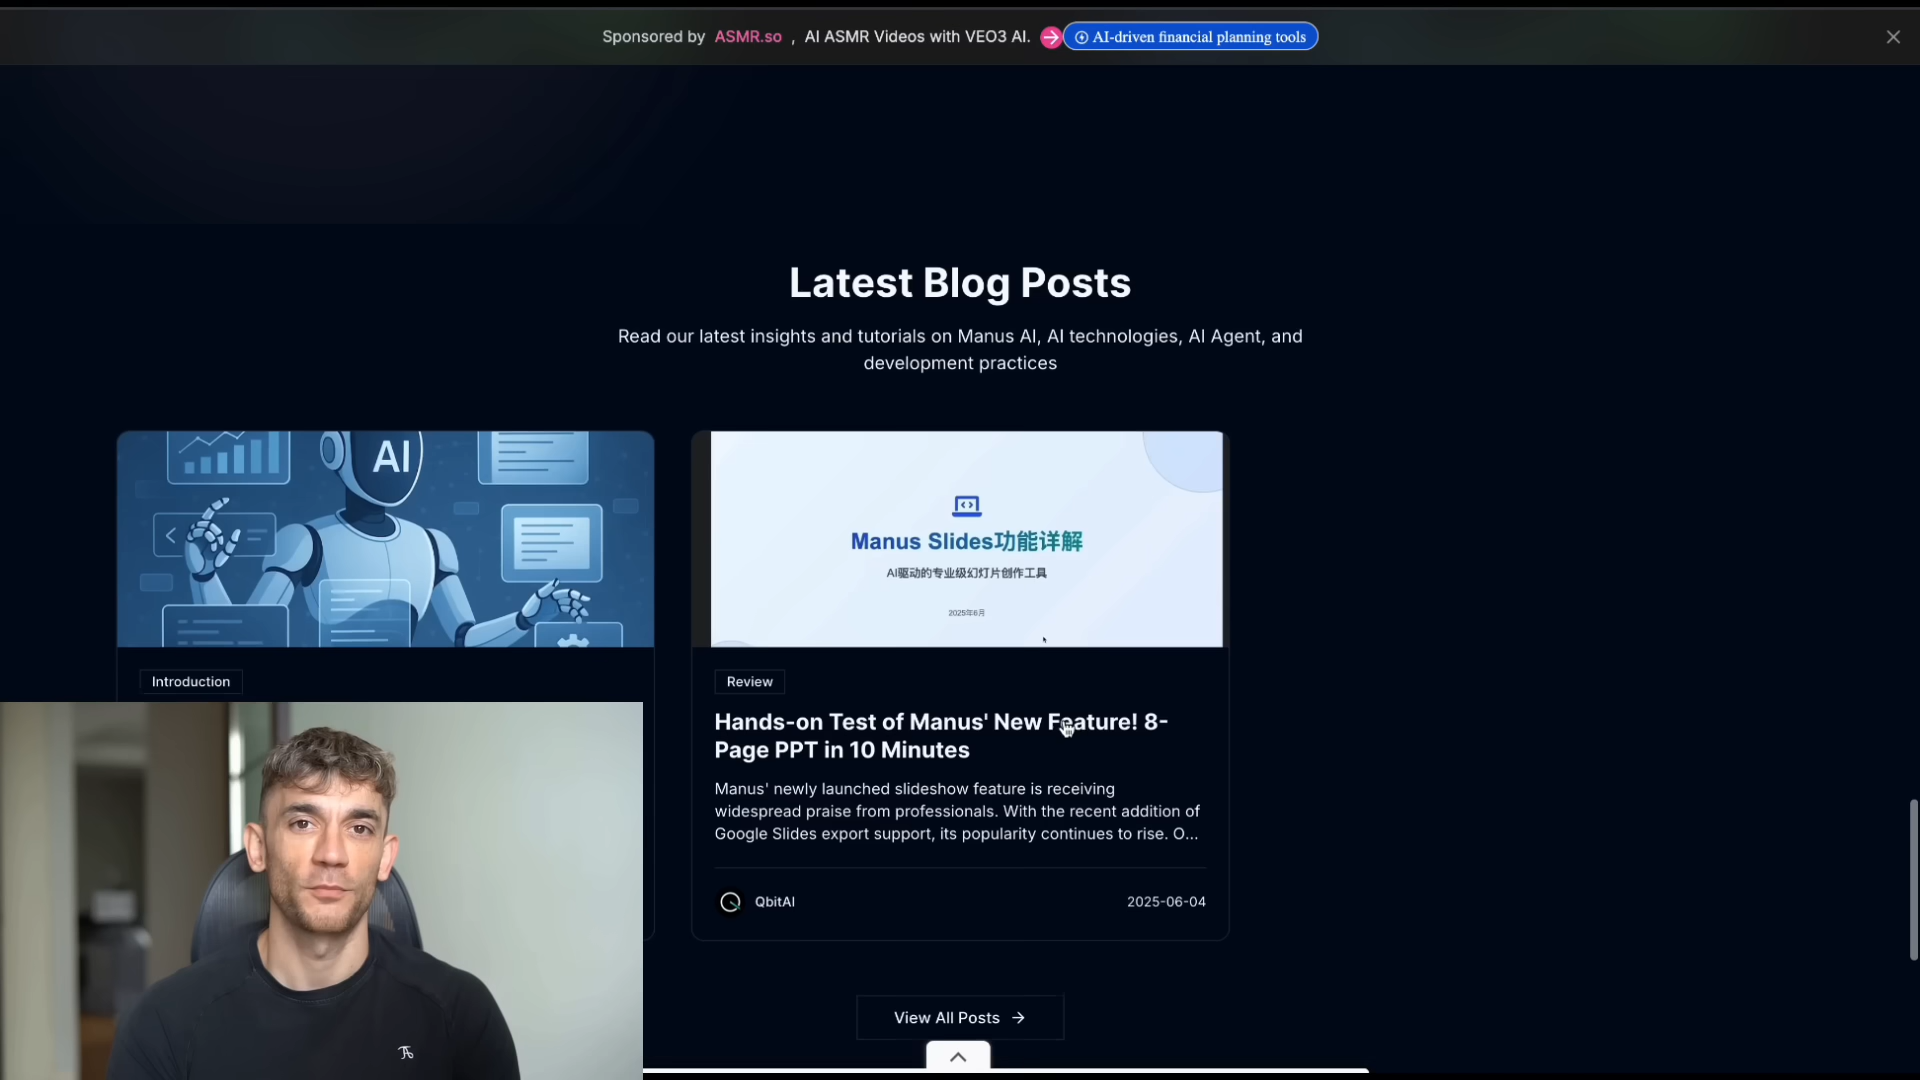 Sponsored by ASMR.so , AI ASMR Videos with VEO3 AI. AI-driven financial planning tools
Latest Blog Posts
Read our latest insights and tutorials on Manus AI, AI technologies, AI Agent, and
development practices
AI
Introduction
Manus Slides功能详解
AI驱动的专业级幻灯片创作工具
2025年6月
Review
Hands-on Test of Manus' New Feature! 8-
Page PPT in 10 Minutes
Manus' newly launched slideshow feature is receiving
widespread praise from professionals. With the recent addition of
Google Slides export support, its popularity continues to rise. O...
QbitAI
2025-06-04
View All Posts